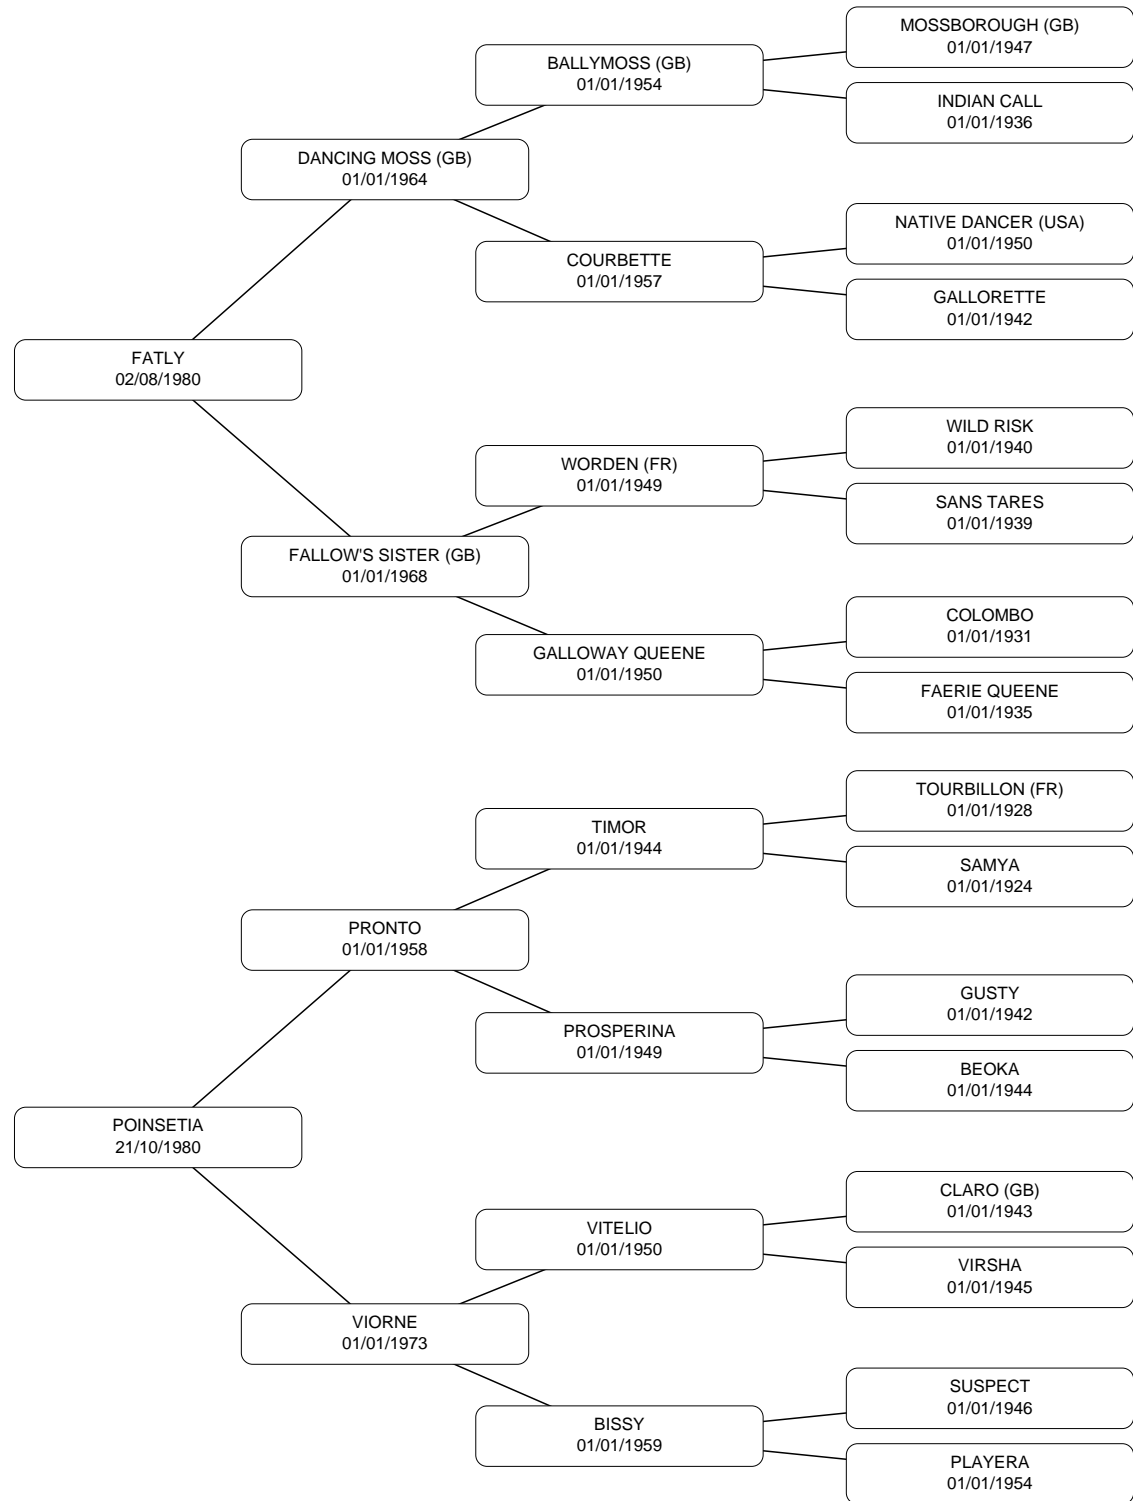 MOSSBOROUGH (GB)
01/01/1947
BALLYMOSS (GB)
01/01/1954
INDIAN CALL
01/01/1936
DANCING MOSS (GB)
01/01/1964
NATIVE DANCER (USA)
01/01/1950
COURBETTE
01/01/1957
GALLORETTE
01/01/1942
FATLY
02/08/1980
WILD RISK
01/01/1940
WORDEN (FR)
01/01/1949
SANS TARES
01/01/1939
FALLOW'S SISTER (GB)
01/01/1968
COLOMBO
01/01/1931
GALLOWAY QUEENE
01/01/1950
FAERIE QUEENE
01/01/1935
TOURBILLON (FR)
01/01/1928
TIMOR
01/01/1944
SAMYA
01/01/1924
PRONTO
01/01/1958
GUSTY
01/01/1942
PROSPERINA
01/01/1949
BEOKA
01/01/1944
POINSETIA
21/10/1980
CLARO (GB)
01/01/1943
VITELIO
01/01/1950
VIRSHA
01/01/1945
VIORNE
01/01/1973
SUSPECT
01/01/1946
BISSY
01/01/1959
PLAYERA
01/01/1954